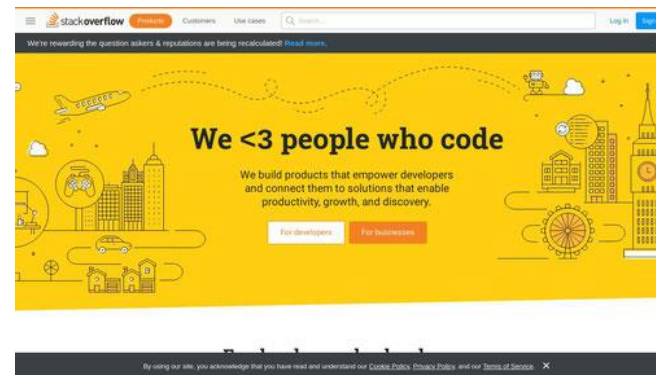 stackoverflow Products Customers Use cases Search... Log in Sign
We're rewarding the question askers & reputations are being recalculated! Read more.
We <3 people who code
We build products that empower developers
and connect them to solutions that enable
productivity, growth, and discovery.
For developers For businesses
By using our site, you acknowledge that you have read and understand our Cookie Policy, Privacy Policy, and our Terms of Service.